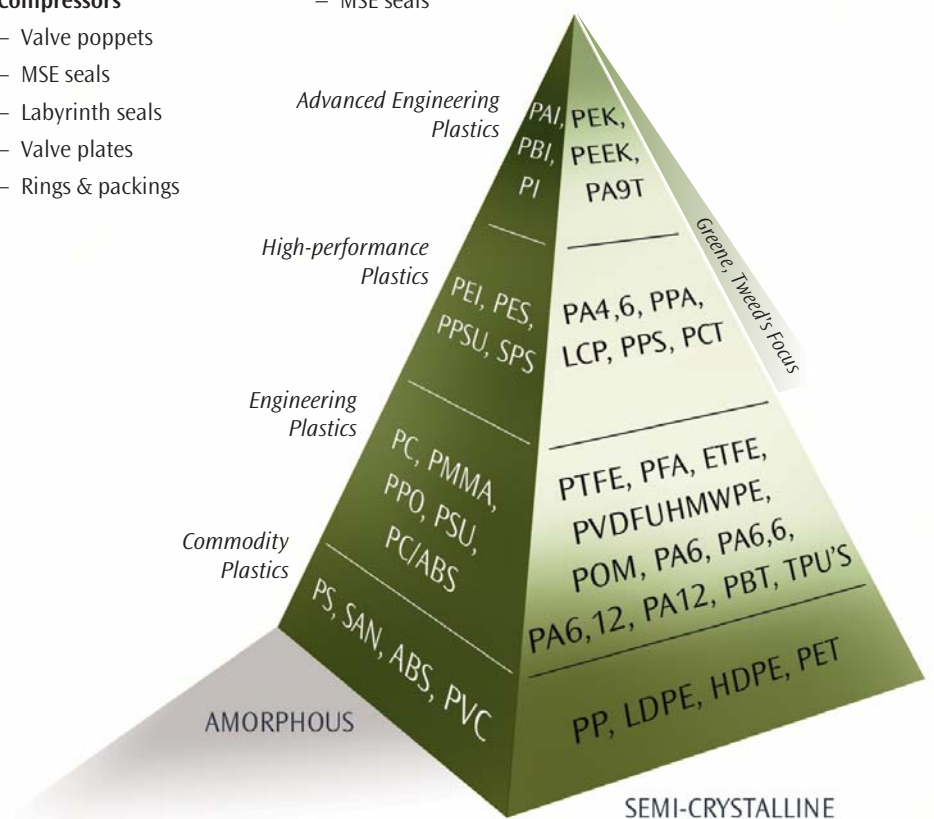 Compressors
– Valve poppets
– MSE seals
– Labyrinth seals
– Valve plates
– Rings & packings
– MSE seals
Advanced Engineering
Plastics
PAI,
PBI,
PI
PEK,
PEEK,
PA9T
Greene, Tweed's Focus
High-performance
Plastics
PEI, PES,
PPSU, SPS
PA4,6, PPA,
LCP, PPS, PCT
Engineering
Plastics
PC, PMMA,
PPO, PSU,
PC/ABS
PTFE, PFA, ETFE,
PVDFUHMWPE,
POM, PA6, PA6,6,
PA6,12, PA12, PBT, TPU'S
Commodity
Plastics
PS, SAN, ABS, PVC
PP, LDPE, HDPE, PET
AMORPHOUS
SEMI-CRYSTALLINE